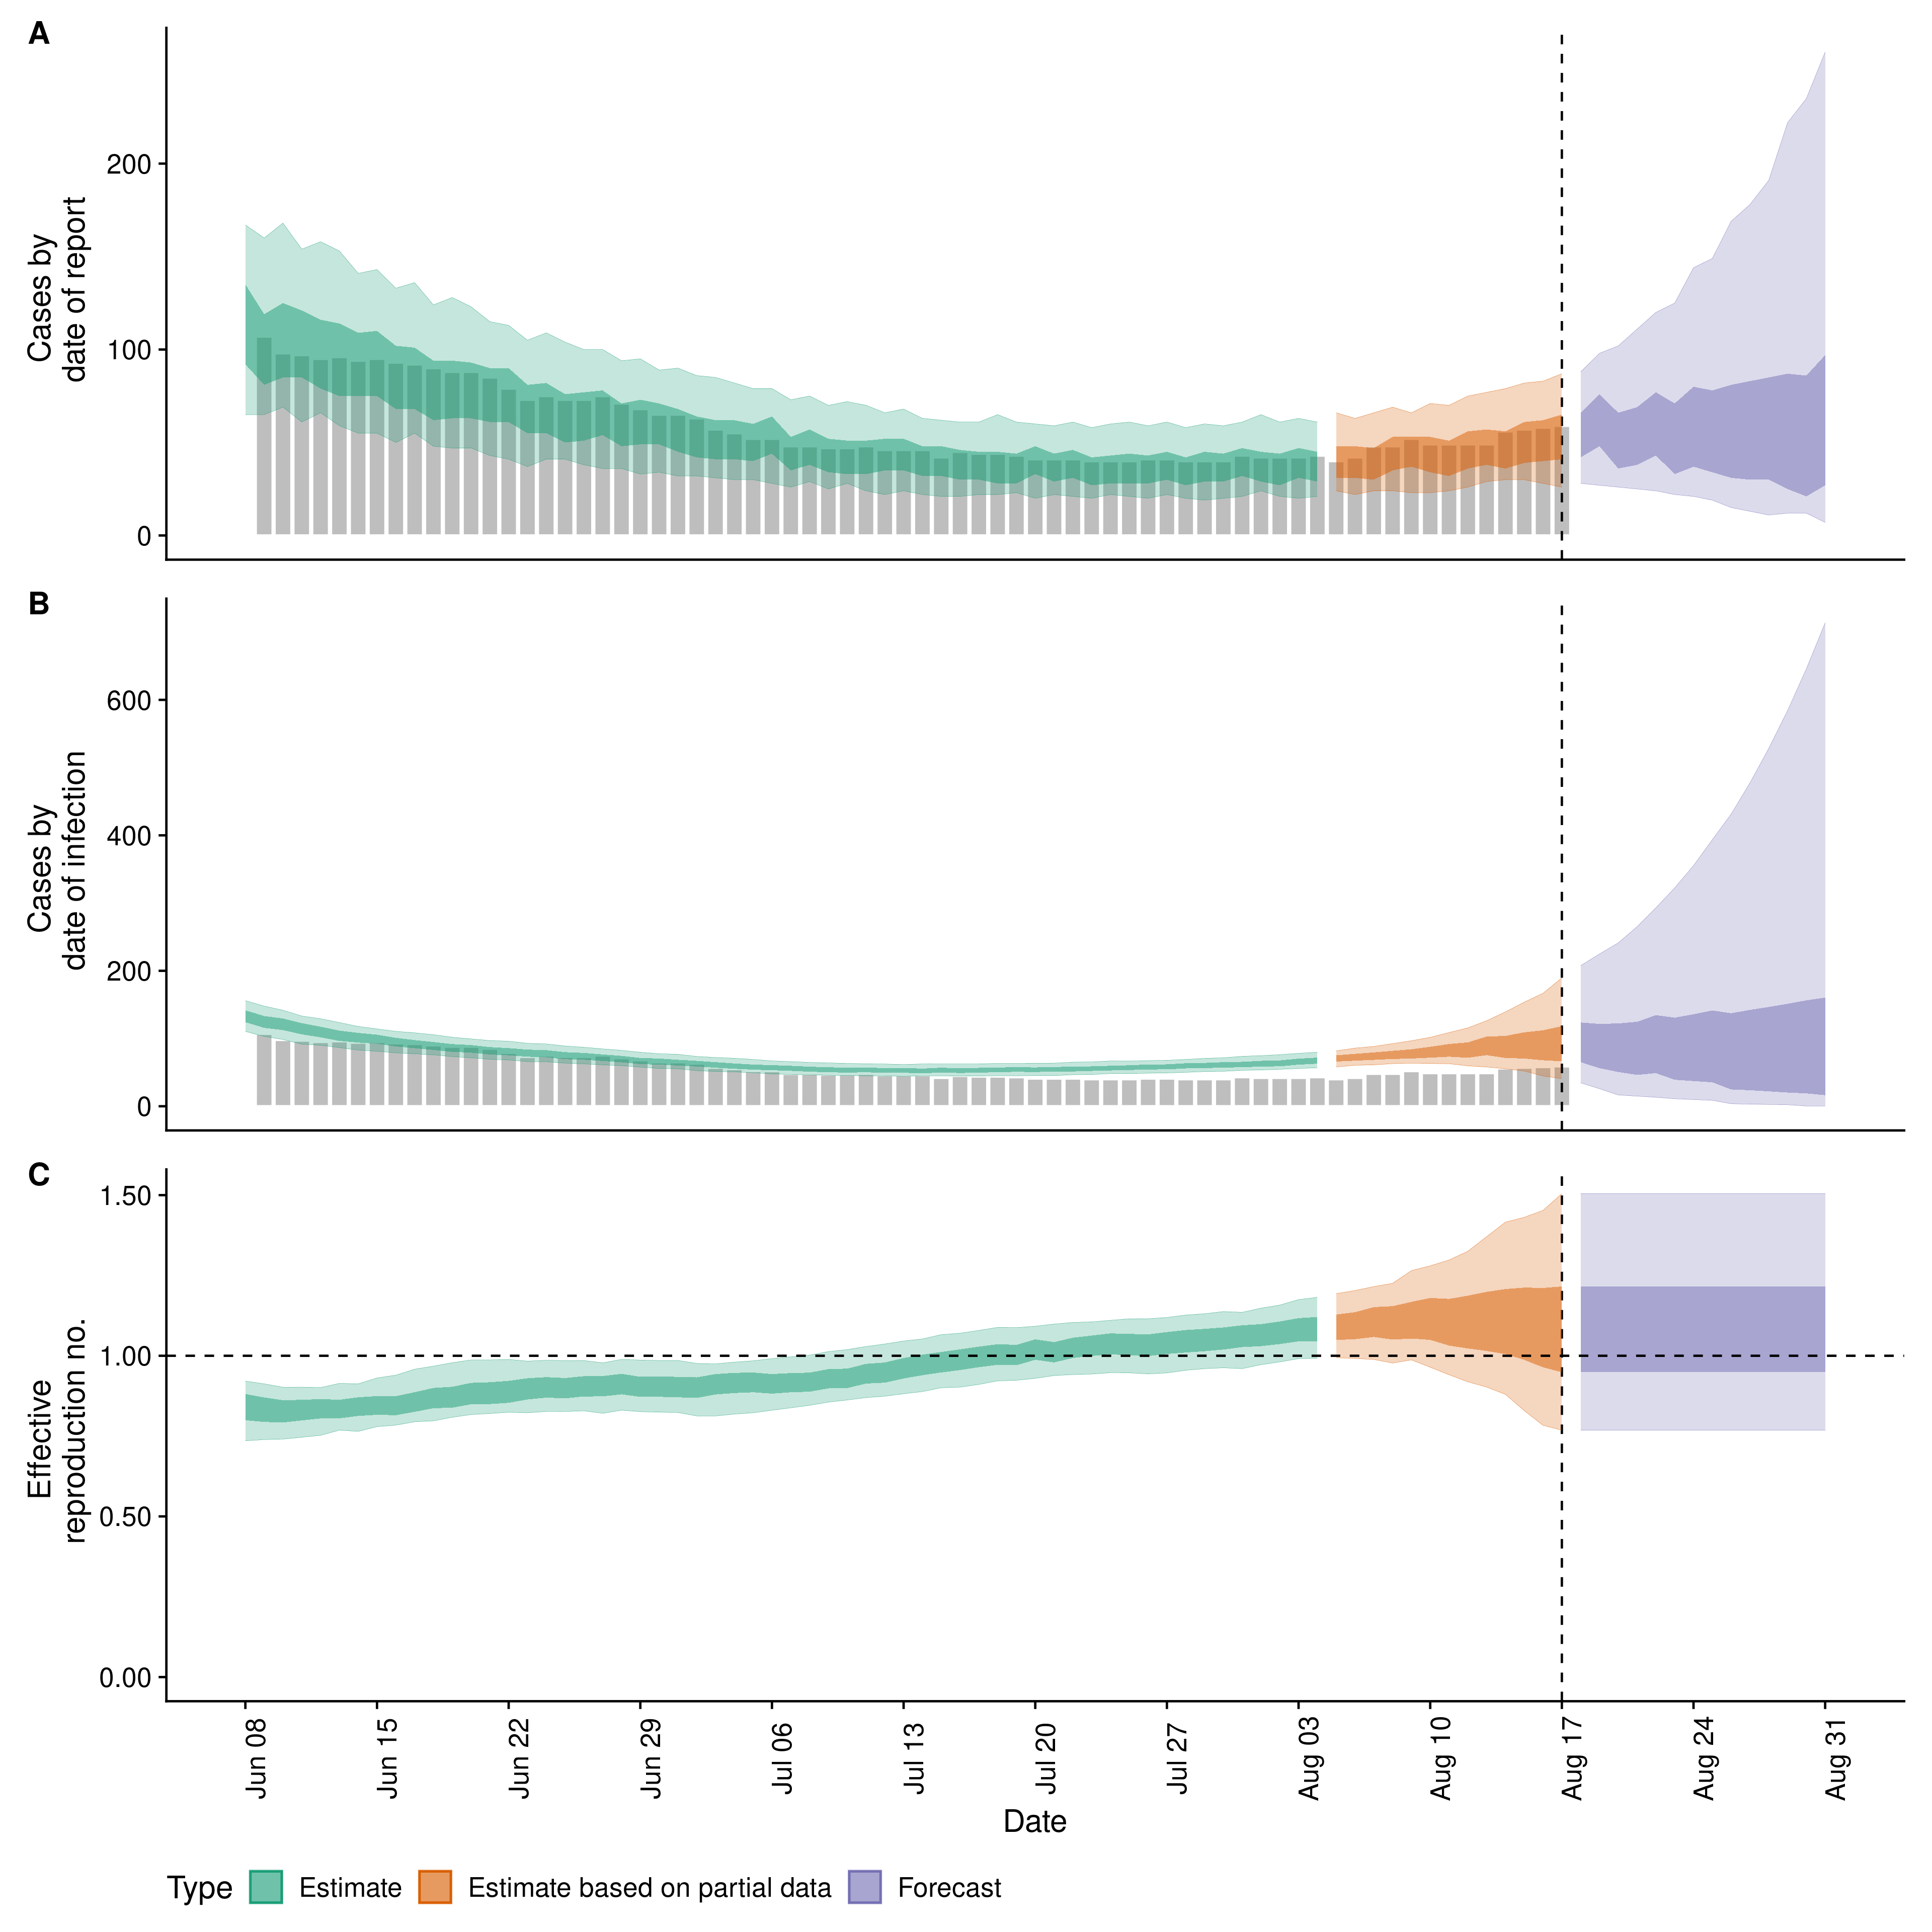 A
Cases by
date of report
200
100
0
B
Cases by
date of infection
600
400
200
0
C
Effective
reproduction no.
1.50
1.00
0.50
0.00
Jun 08
Jun 15
Jun 22
Jun 29
Jul 06
Jul 13
Jul 20
Jul 27
Aug 03
Aug 10
Aug 17
Aug 24
Aug 31
Date
Type Estimate Estimate based on partial data Forecast